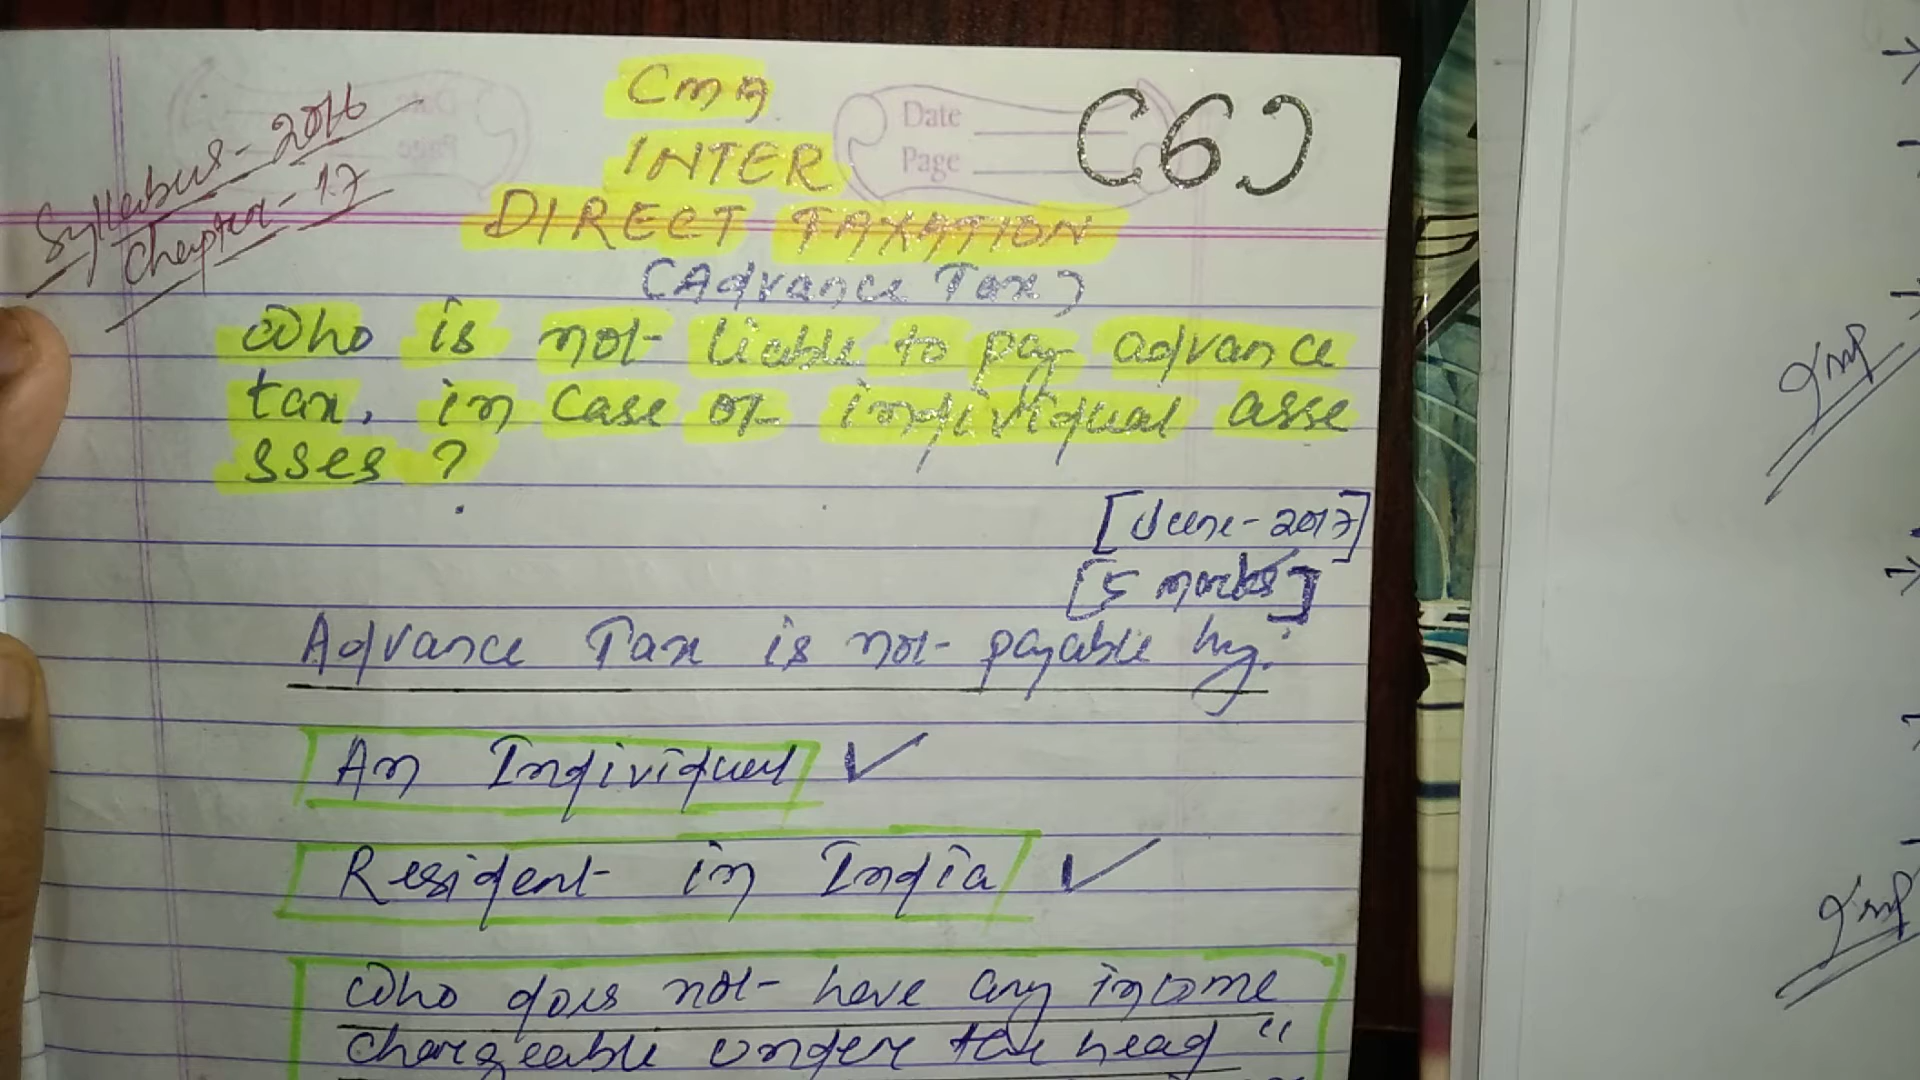 Syllabus-2016
Chapter-17
CMA
INTER
DIRECT TAXATION
(Advance Tax)
Date
Page
(6)
Who is not liable to pay advance
tax, in case of individual asse
sses?
[June-2017]
[5 marks]
Advance Tax is not payable by:
An Individual ✓
Resident in India ✓
Who does not have any income
chargeable under the head "
Imp
Imp